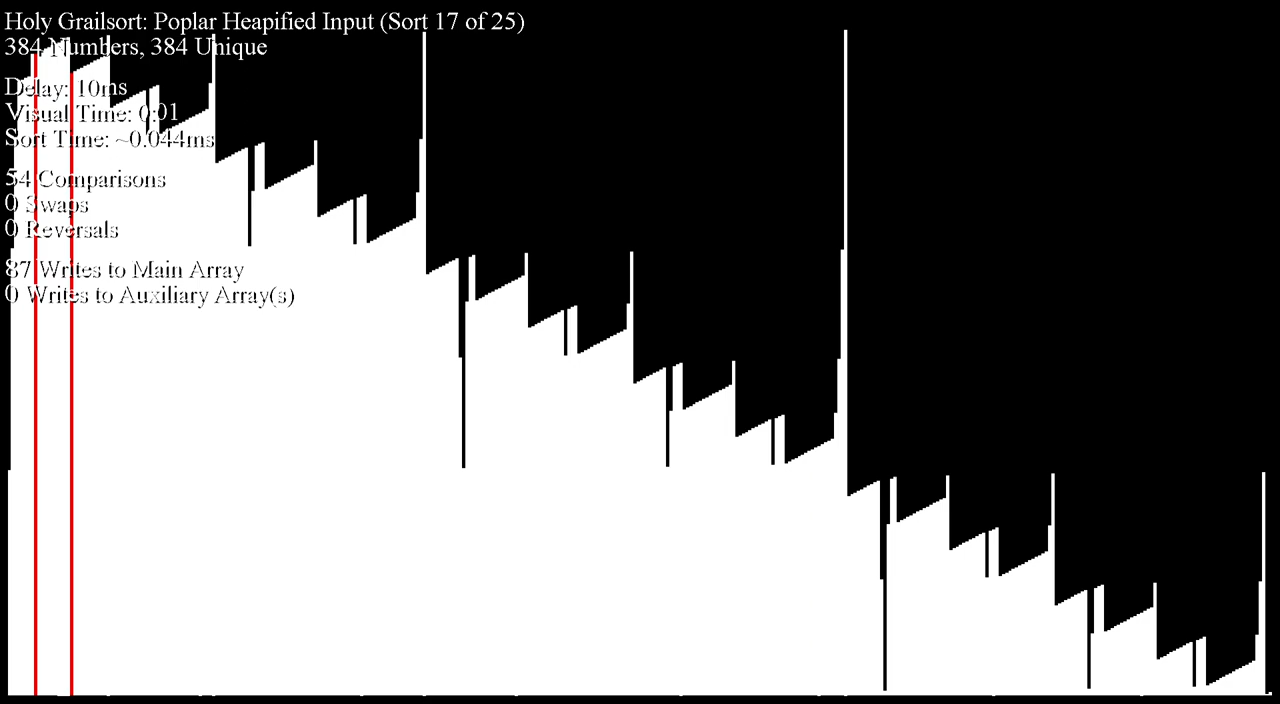 Holy Grailsort: Poplar Heapified Input (Sort 17 of 25)
384 Numbers, 384 Unique
Delay: 10ms
Visual Time: 0:01
Sort Time: ~0.044ms
54 Comparisons
0 Swaps
0 Reversals
87 Writes to Main Array
0 Writes to Auxiliary Array(s)